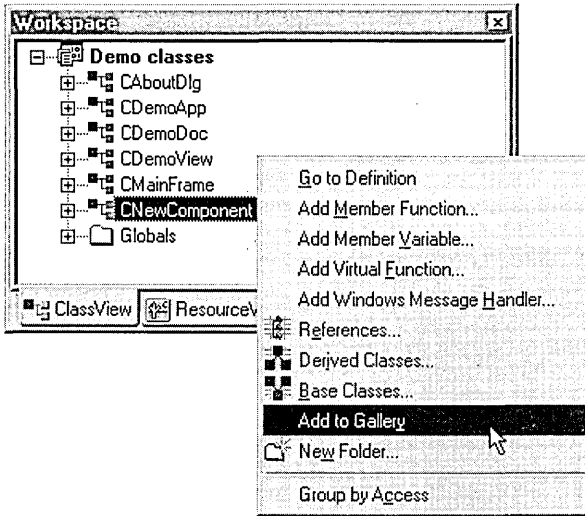 Workspace
Demo classes
CAboutDlg
CDemoApp
CDemoDoc
CDemoView
CMainFrame
CNewComponent
Globals
ClassView ResourceV
Go to Definition
Add Member Function...
Add Member Variable...
Add Virtual Function...
Add Windows Message Handler...
References...
Derived Classes...
Base Classes...
Add to Gallery
New Folder...
Group by Access